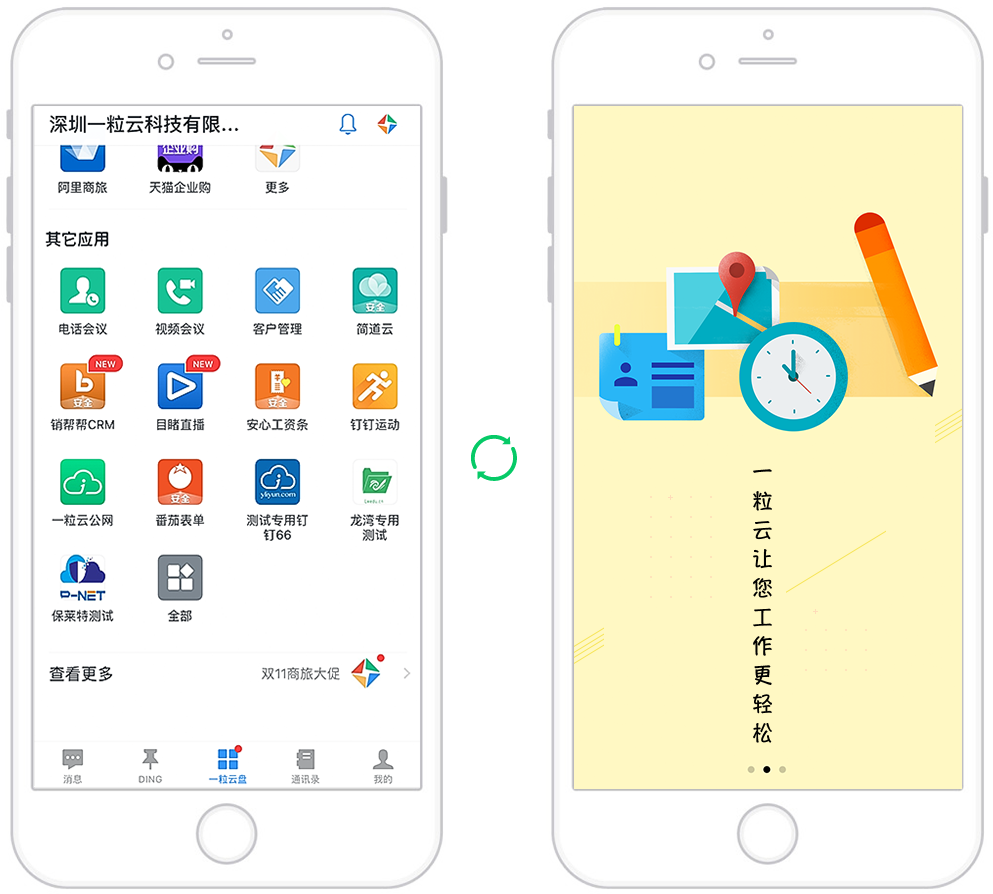 深圳一粒云科技有限...
企业购
阿里商旅
天猫企业购
更多
其它应用
电话会议
视频会议
客户管理
安全
简道云
NEW
安全
销帮帮CRM
NEW
目睹直播
安全
安心工资条
钉钉运动
一粒云公网
安全
番茄表单
yliyun.com
测试专用钉
钉66
龙湾专用
测试
P-NET
保莱特测试
全部
查看更多
双11商旅大促
消息
DING
一粒云盘
通讯录
我的
一粒云让您工作更轻松